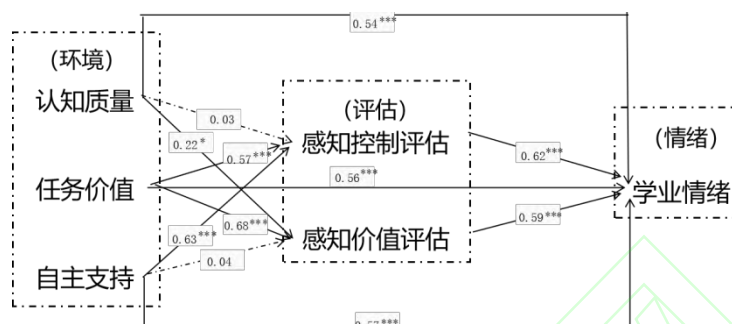 0.54***
(环境)
认知质量
0.03
(评估)
感知控制评估
0.22*
0.57***
0.62***
(情绪)
任务价值
0.56***
学业情绪
0.68***
0.59***
0.63***
感知价值评估
0.04
自主支持